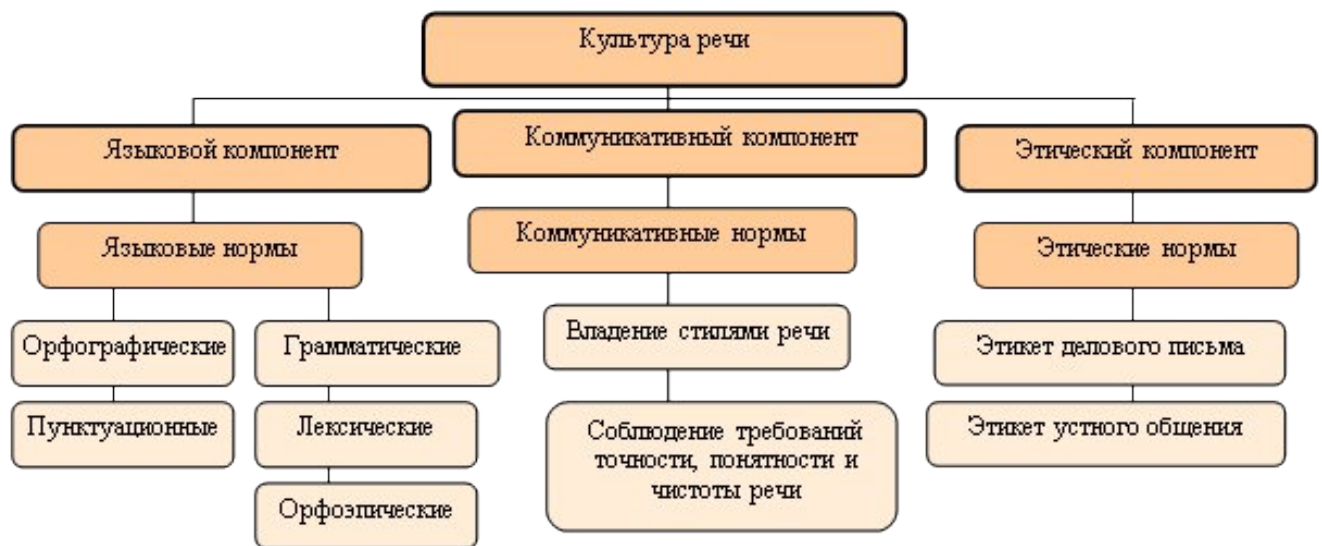 Культура речи
Языковой компонент
Коммуникативный компонент
Этический компонент
Языковые нормы
Коммуникативные нормы
Этические нормы
Орфографические
Грамматические
Владение стилями речи
Этикет делового письма
Пунктуационные
Лексические
Соблюдение требований
точности, понятности и
чистоты речи
Этикет устного общения
Орфоэпические